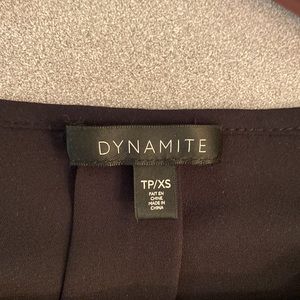 DYNAMITE
TP/XS
FAIT EN
CHINE
MADE IN
CHINA